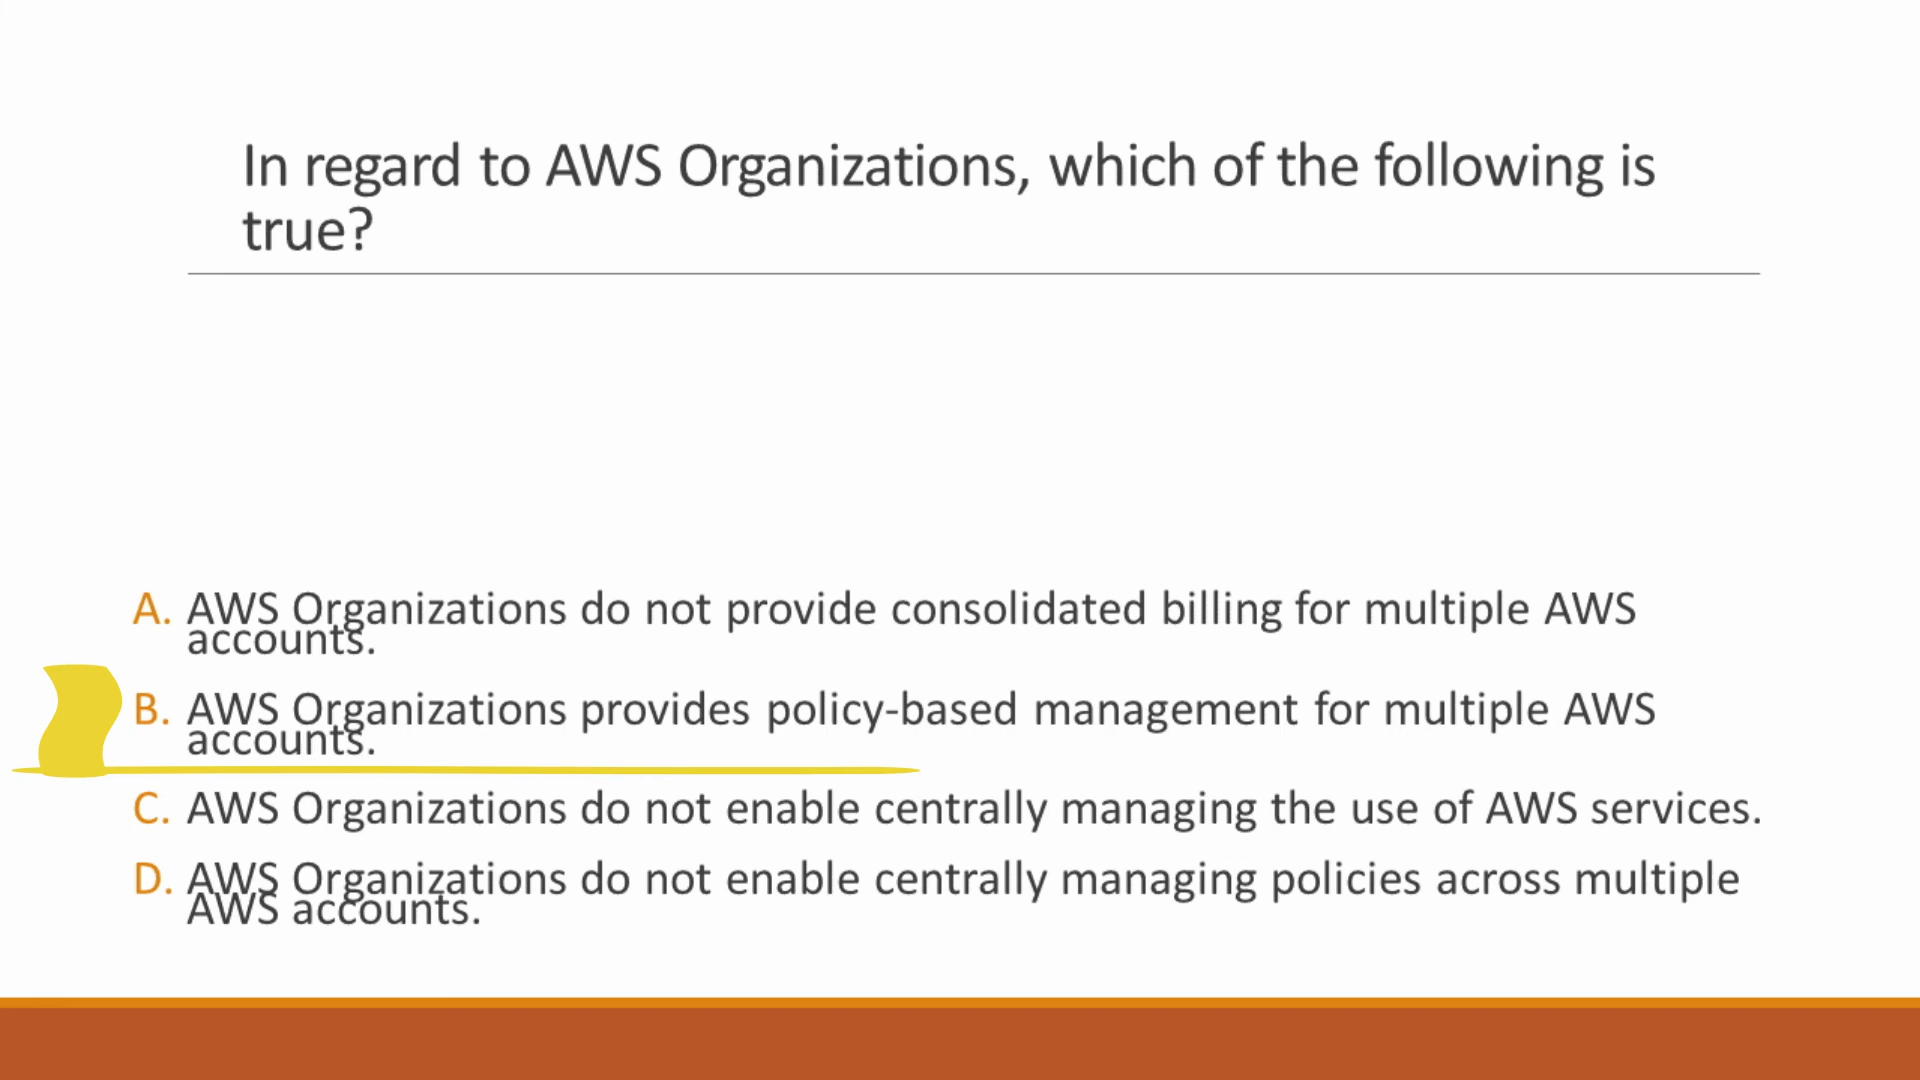 In regard to AWS Organizations, which of the following is
true?
A. AWS Organizations do not provide consolidated billing for multiple AWS
accounts.
B. AWS Organizations provides policy-based management for multiple AWS
accounts.
C. AWS Organizations do not enable centrally managing the use of AWS services.
D. AWS Organizations do not enable centrally managing policies across multiple
AWS accounts.